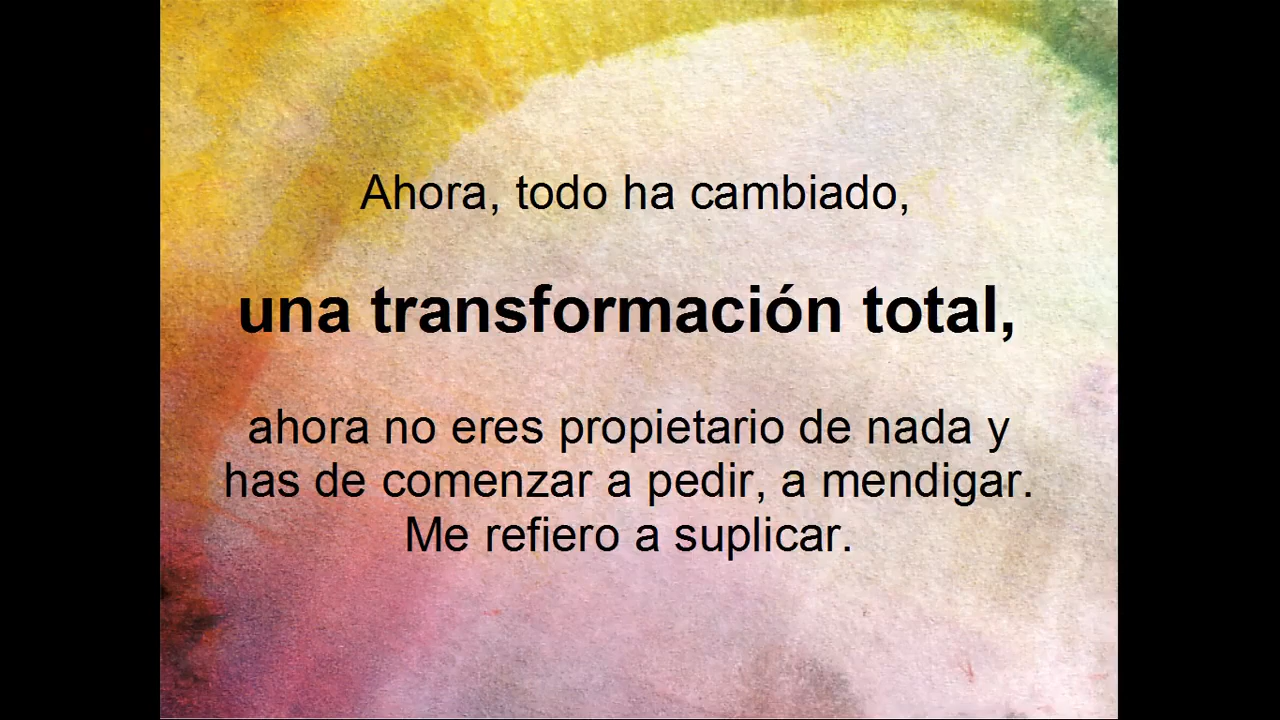 Ahora, todo ha cambiado,
una transformación total,
ahora no eres propietario de nada y
has de comenzar a pedir, a mendigar.
Me refiero a suplicar.